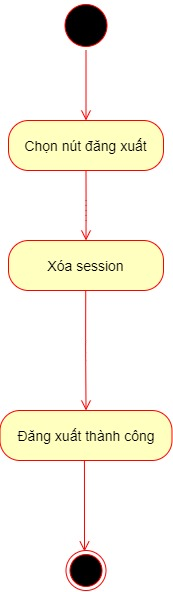 Chọn nút đăng xuất
Xóa session
Đăng xuất thành công